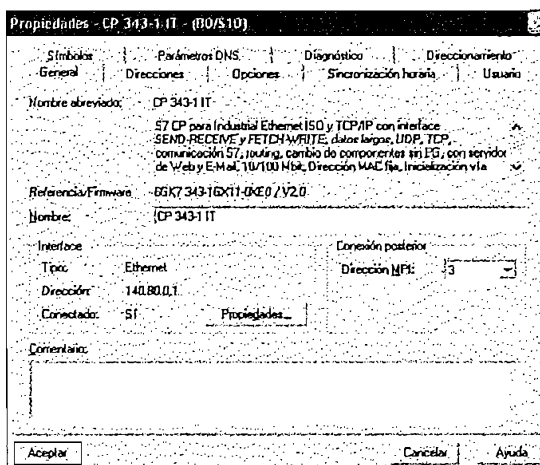 Propiedades - CP 343-1 IT - (R0/S10)
Símbolos Parámetros DNS Diagnóstico Direccionamiento
General Direcciones Opciones Sincronización horaria Usuario
Nombre abreviado: CP 343-1 IT
S7 CP para Industrial Ethernet ISO y TCP/IP con interface
SEND-RECEIVE y FETCH-WRITE, datos largos, UDP, TCP,
comunicación S7, routing, cambio de componentes sin PG, con servidor
de Web y E-Mail, 10/100 Mbit, Dirección MAC fija, Inicialización vía
Referencia/Firmware 6GK7 343-1GX11-0XE0 / V2.0
Nombre: CP 343-1 IT
Interface Conexión posterior
Tipo: Ethernet Dirección MPI: 3
Dirección: 140.80.0.1
Conectado: Sí Propiedades...
Comentario:
Aceptar Cancelar Ayuda